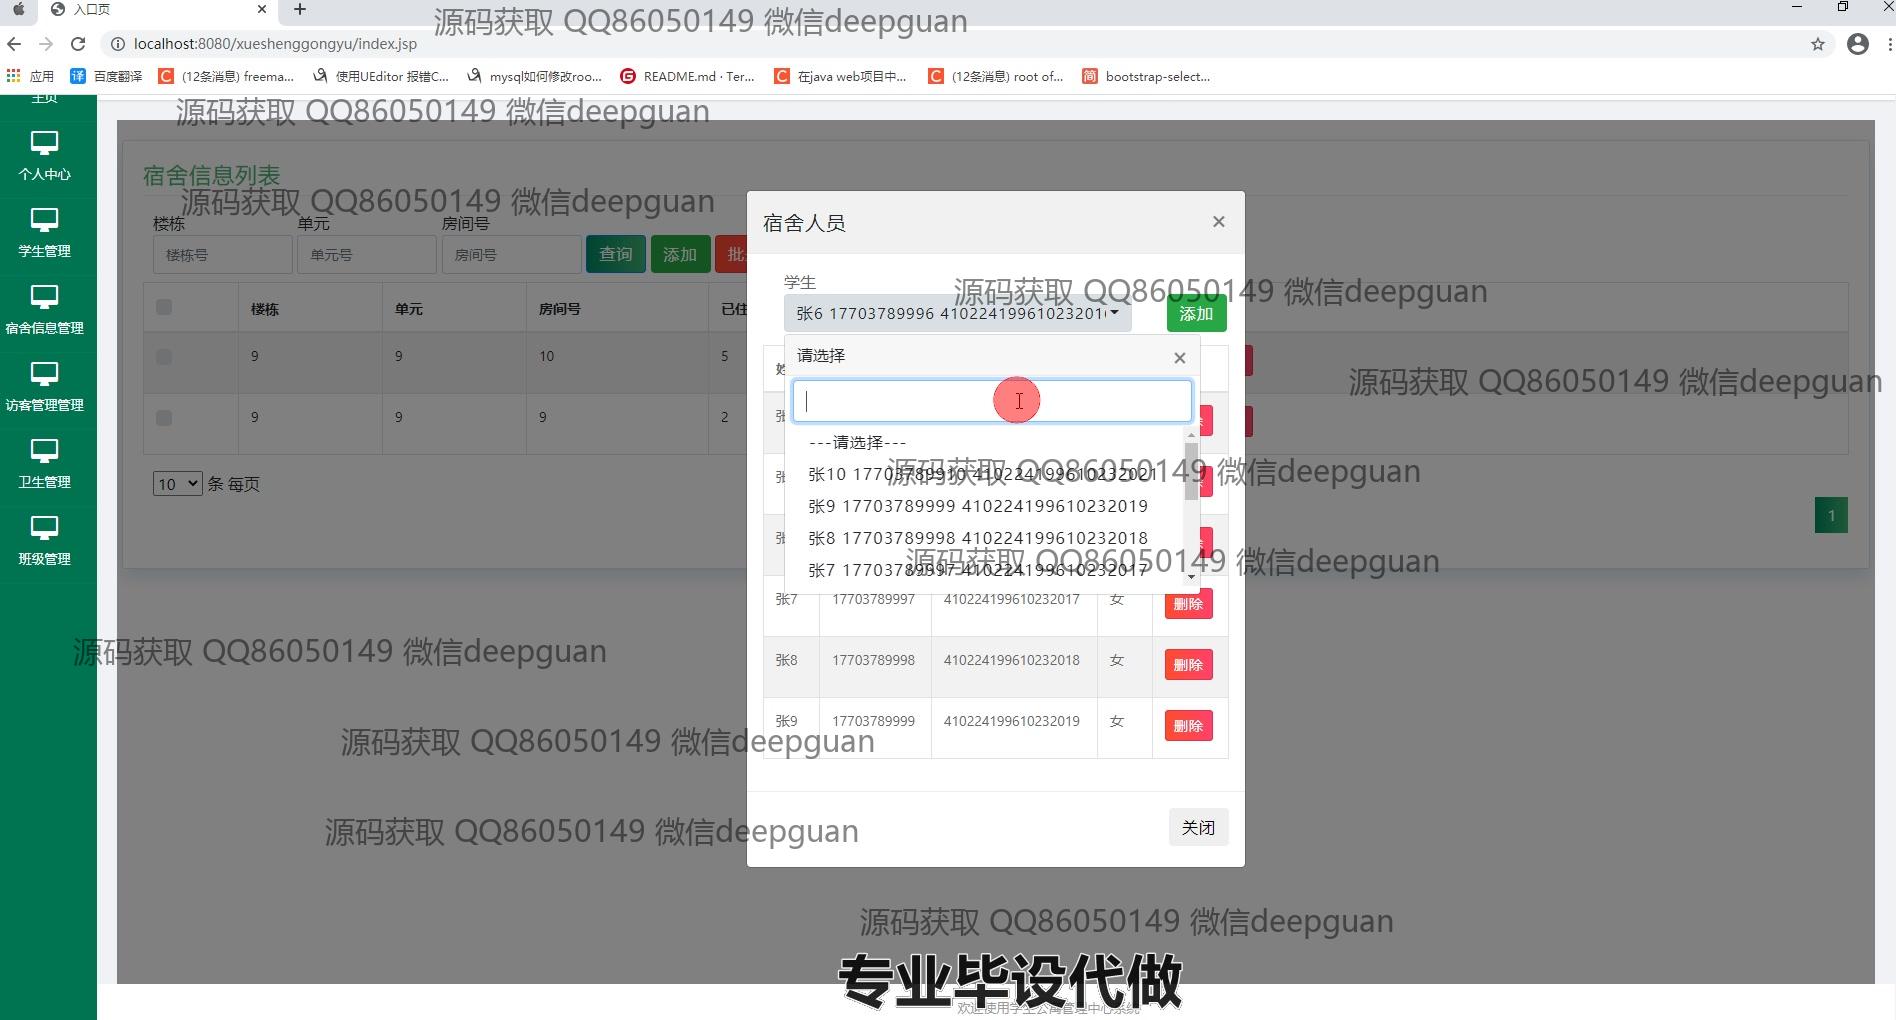 入口页
源码获取 QQ86050149 微信deepguan
localhost:8080/xueshenggongyu/index.jsp
应用 百度翻译 (12条消息) freema... 使用UEditor 报错C... mysql如何修改roo... README.md · Ter... 在java web项目中... (12条消息) root of... bootstrap-select...
主页
源码获取 QQ86050149 微信deepguan
个人中心
学生管理
宿舍信息管理
访客管理管理
卫生管理
班级管理
宿舍信息列表
源码获取 QQ86050149 微信deepguan
楼栋 单元 房间号
楼栋号 单元号 房间号 查询 添加
楼栋 单元 房间号
9 9 10 5
9 9 9 2
10 条 每页
1
宿舍人员 ×
学生
源码获取 QQ86050149 微信deepguan
张6 17703789996 41022419961023201 添加
请选择 ×
源码获取 QQ86050149 微信deepguan
---请选择---
张10 17703789910 410224199610232021
源码获取 QQ86050149 微信deepguan
张9 17703789999 410224199610232019
张8 17703789998 410224199610232018
张7 17703789997 410224199610232017
源码获取 QQ86050149 微信deepguan
张7 17703789997 410224199610232017 女 删除
张8 17703789998 410224199610232018 女 删除
张9 17703789999 410224199610232019 女 删除
关闭
源码获取 QQ86050149 微信deepguan
源码获取 QQ86050149 微信deepguan
源码获取 QQ86050149 微信deepguan
源码获取 QQ86050149 微信deepguan
专业毕设代做
欢迎使用学生公寓管理中心系统